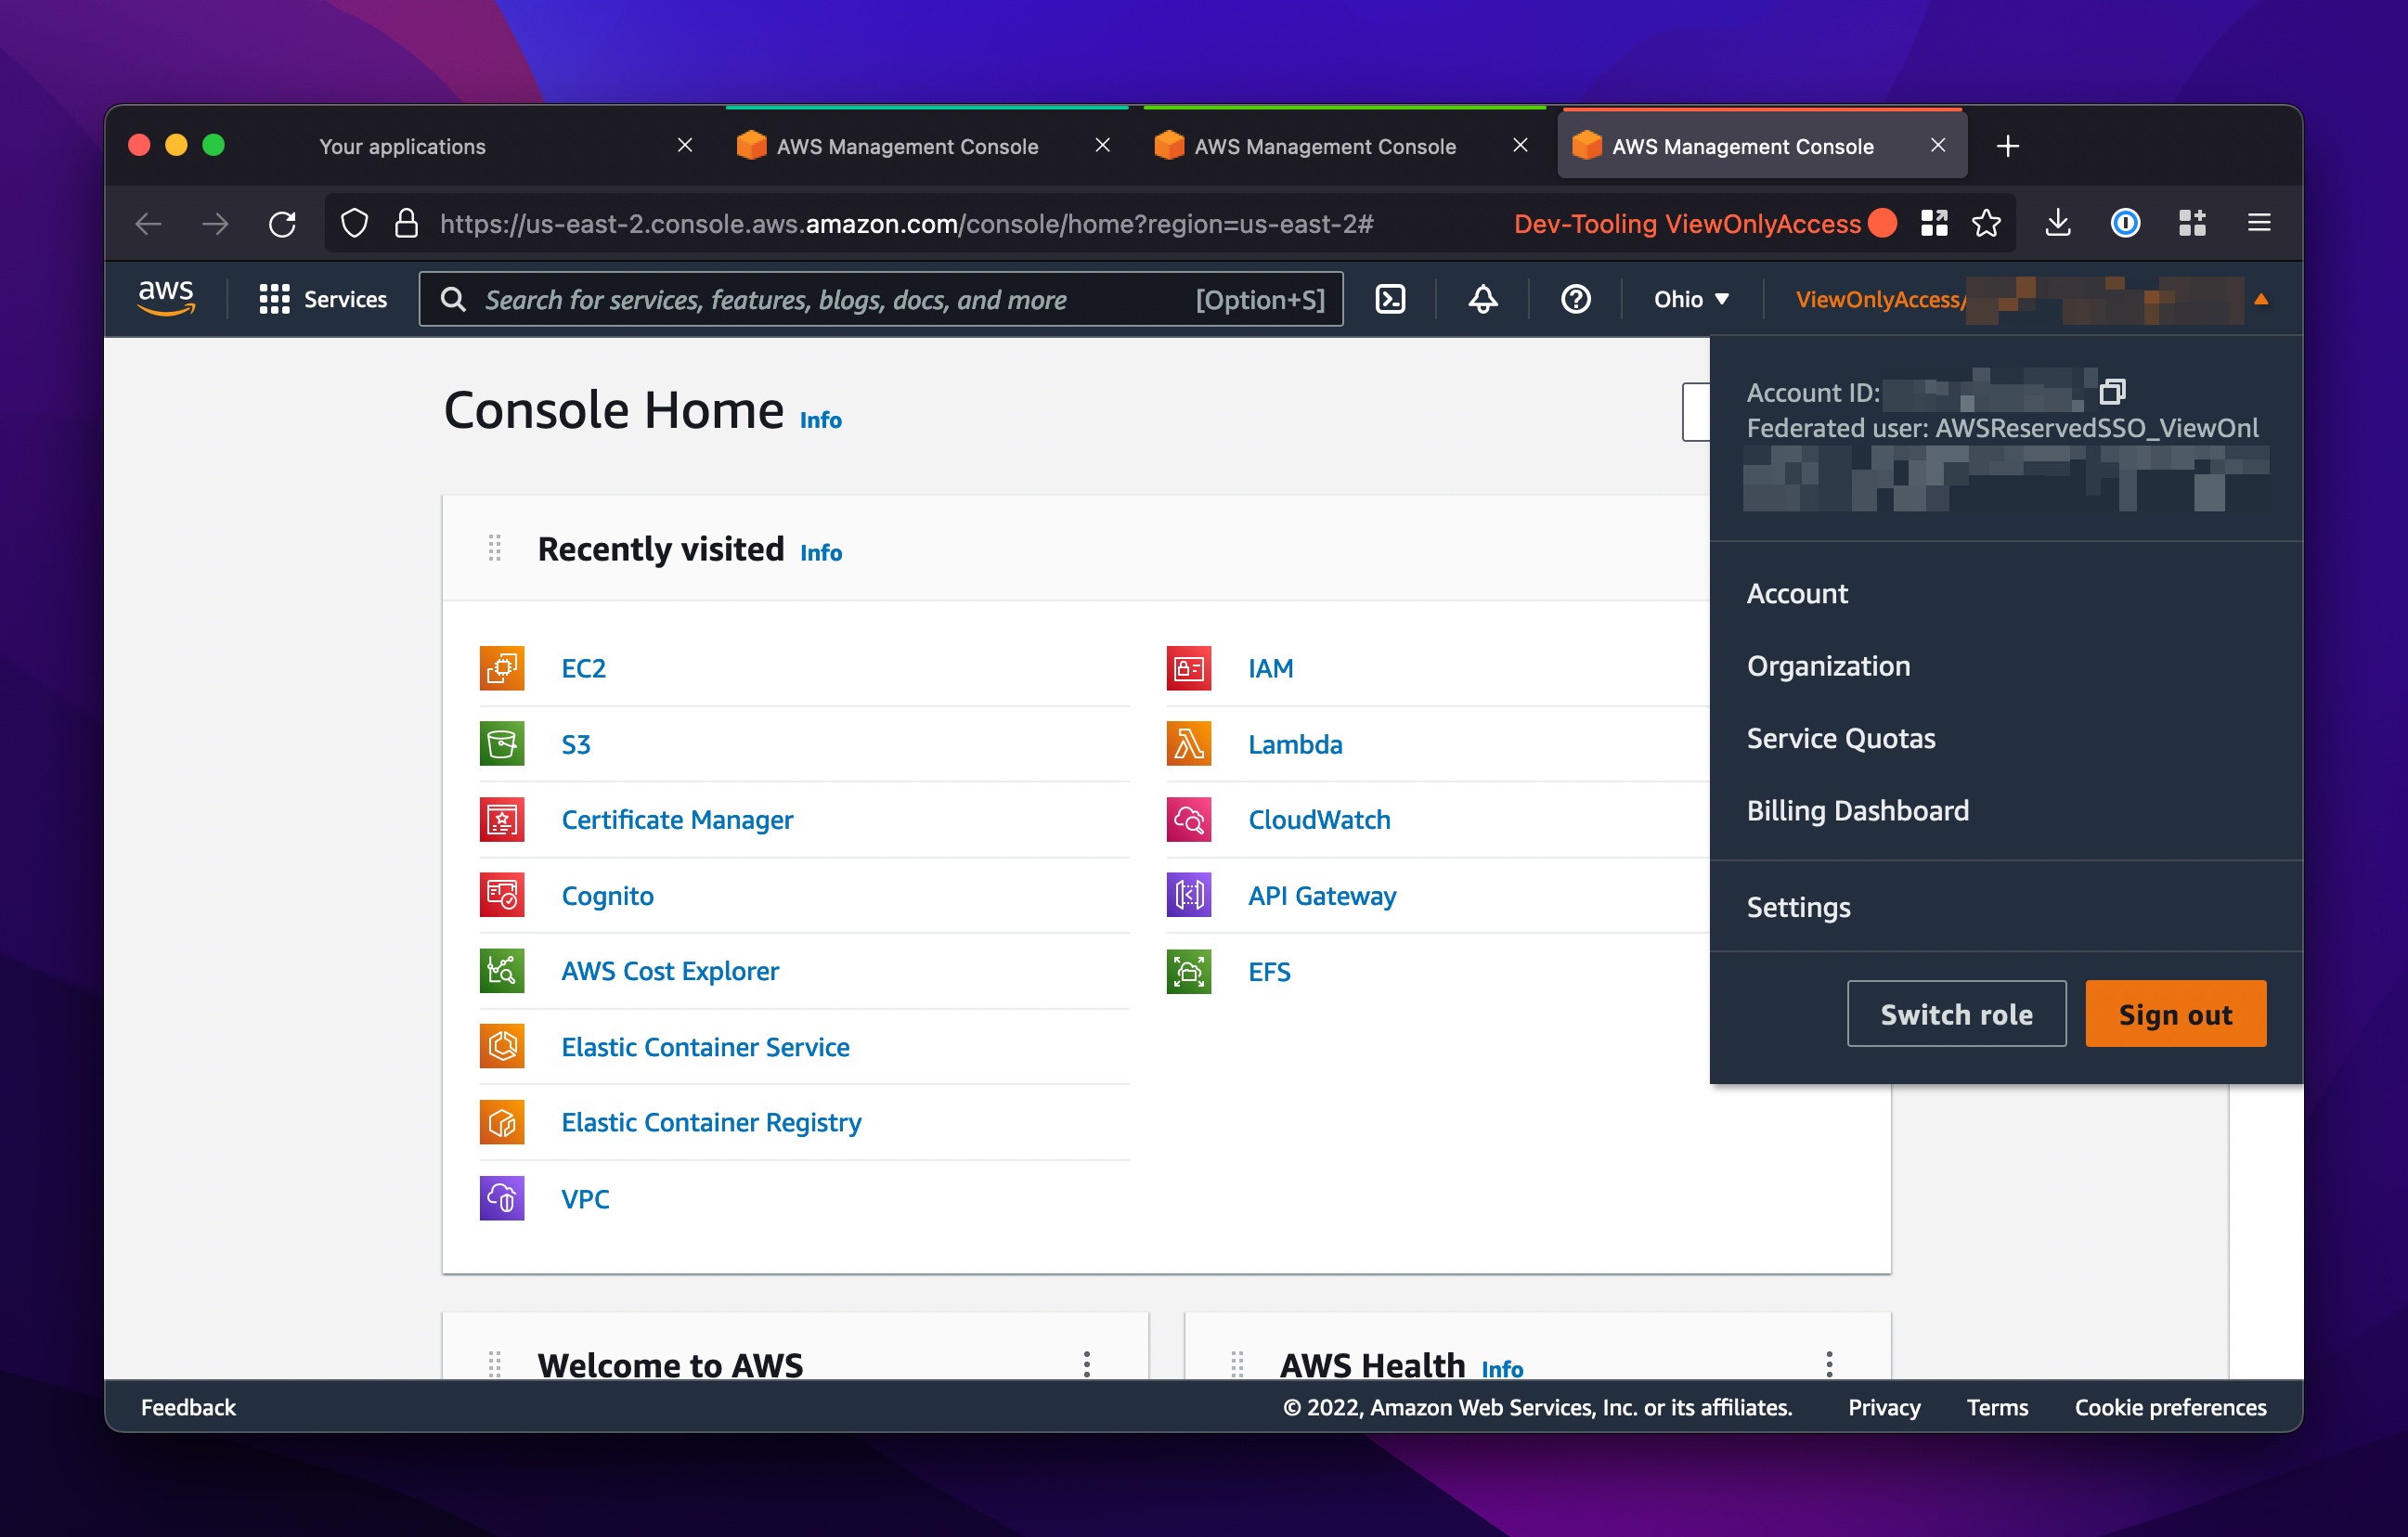 Your applications
AWS Management Console
AWS Management Console
AWS Management Console
https://us-east-2.console.aws.amazon.com/console/home?region=us-east-2#
Dev-Tooling ViewOnlyAccess
aws
Services
Search for services, features, blogs, docs, and more
[Option+S]
Ohio
ViewOnlyAccess/
Account ID:
Federated user: AWSReservedSSO_ViewOnl
Console Home Info
Recently visited Info
EC2
S3
Certificate Manager
Cognito
AWS Cost Explorer
Elastic Container Service
Elastic Container Registry
VPC
IAM
Lambda
CloudWatch
API Gateway
EFS
Account
Organization
Service Quotas
Billing Dashboard
Settings
Switch role
Sign out
Welcome to AWS
AWS Health Info
Feedback
© 2022, Amazon Web Services, Inc. or its affiliates.
Privacy
Terms
Cookie preferences